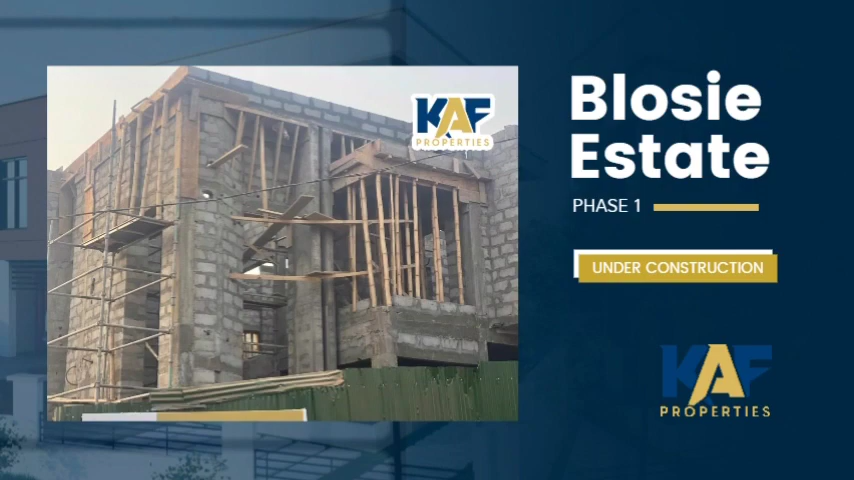 KAF
PROPERTIES
Blosie
Estate
PHASE 1
UNDER CONSTRUCTION
KAF
PROPERTIES